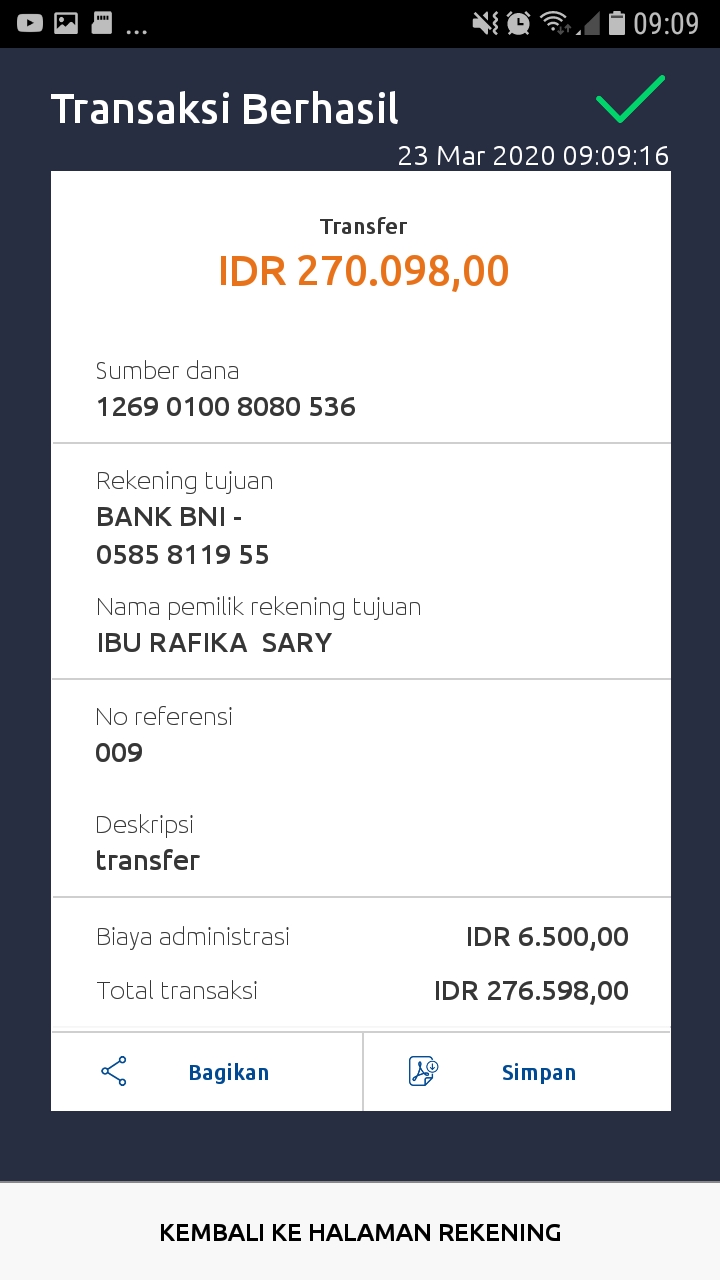 ...
09:09
Transaksi Berhasil
23 Mar 2020 09:09:16
Transfer
IDR 270.098,00
Sumber dana
1269 0100 8080 536
Rekening tujuan
BANK BNI -
0585 8119 55
Nama pemilik rekening tujuan
IBU RAFIKA  SARY
No referensi
009
Deskripsi
transfer
Biaya administrasi IDR 6.500,00
Total transaksi IDR 276.598,00
Bagikan Simpan
KEMBALI KE HALAMAN REKENING